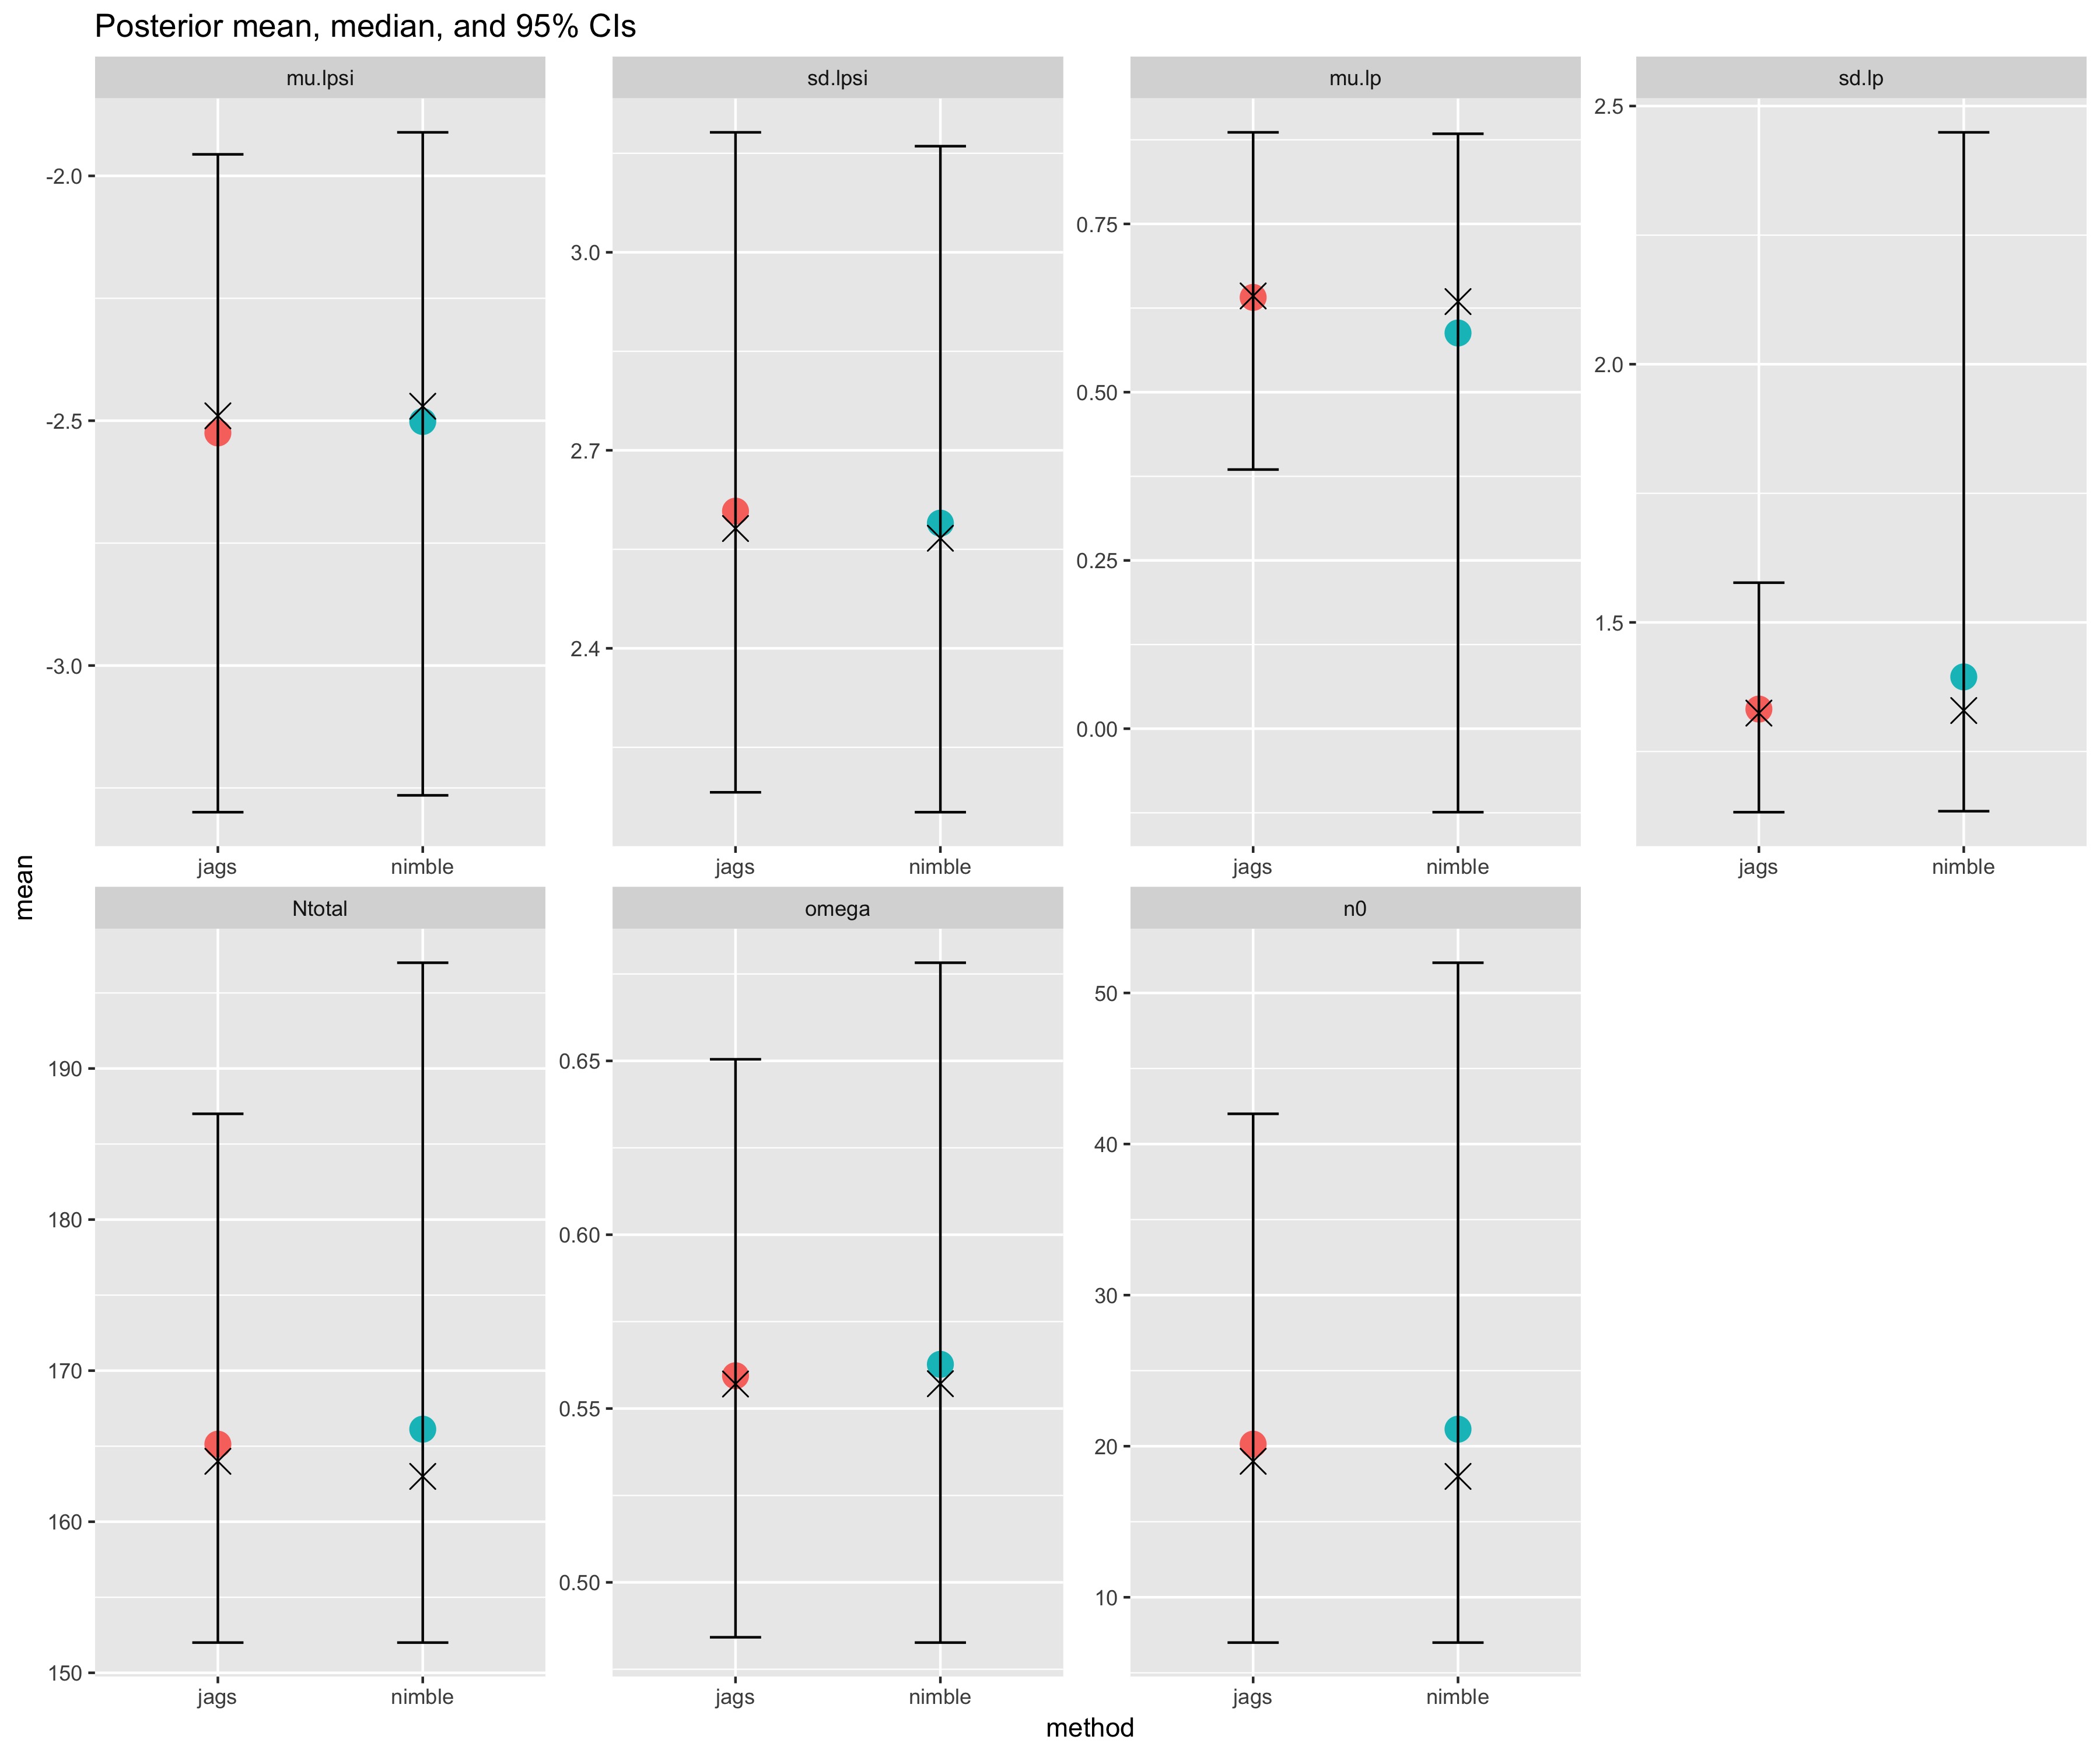 Posterior mean, median, and 95% CIs
mu.lpsi
sd.lpsi
mu.lp
sd.lp
-2.0
-2.5
-3.0
3.0
2.7
2.4
0.75
0.50
0.25
0.00
2.5
2.0
1.5
jags nimble
jags nimble
jags nimble
jags nimble
mean
Ntotal
omega
n0
190
180
170
160
150
0.65
0.60
0.55
0.50
50
40
30
20
10
jags nimble
jags nimble
jags nimble
method